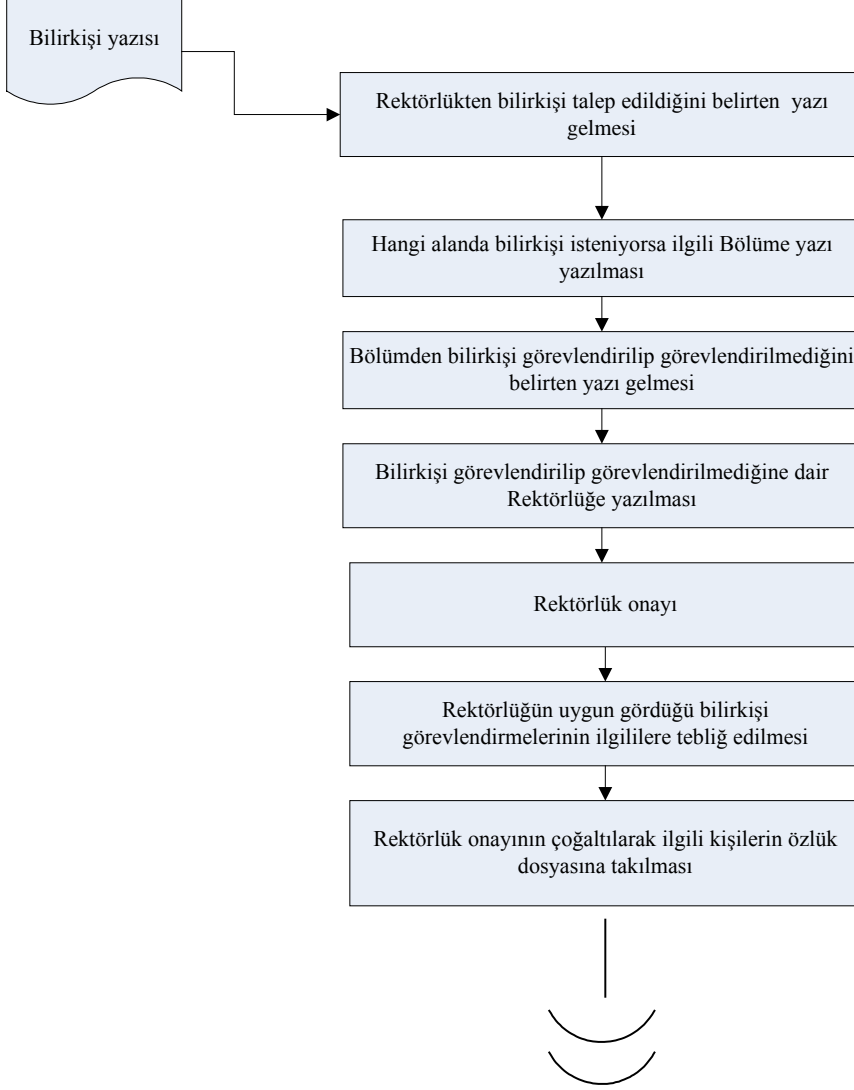 Bilirkişi yazısı
Rektörlükten bilirkişi talep edildiğini belirten yazı
gelmesi
Hangi alanda bilirkişi isteniyorsa ilgili Bölüme yazı
yazılması
Bölümden bilirkişi görevlendirilip görevlendirilmediğini
belirten yazı gelmesi
Bilirkişi görevlendirilip görevlendirilmediğine dair
Rektörlüğe yazılması
Rektörlük onayı
Rektörlüğün uygun gördüğü bilirkişi
görevlendirmelerinin ilgililere tebliğ edilmesi
Rektörlük onayının çoğaltılarak ilgili kişilerin özlük
dosyasına takılması